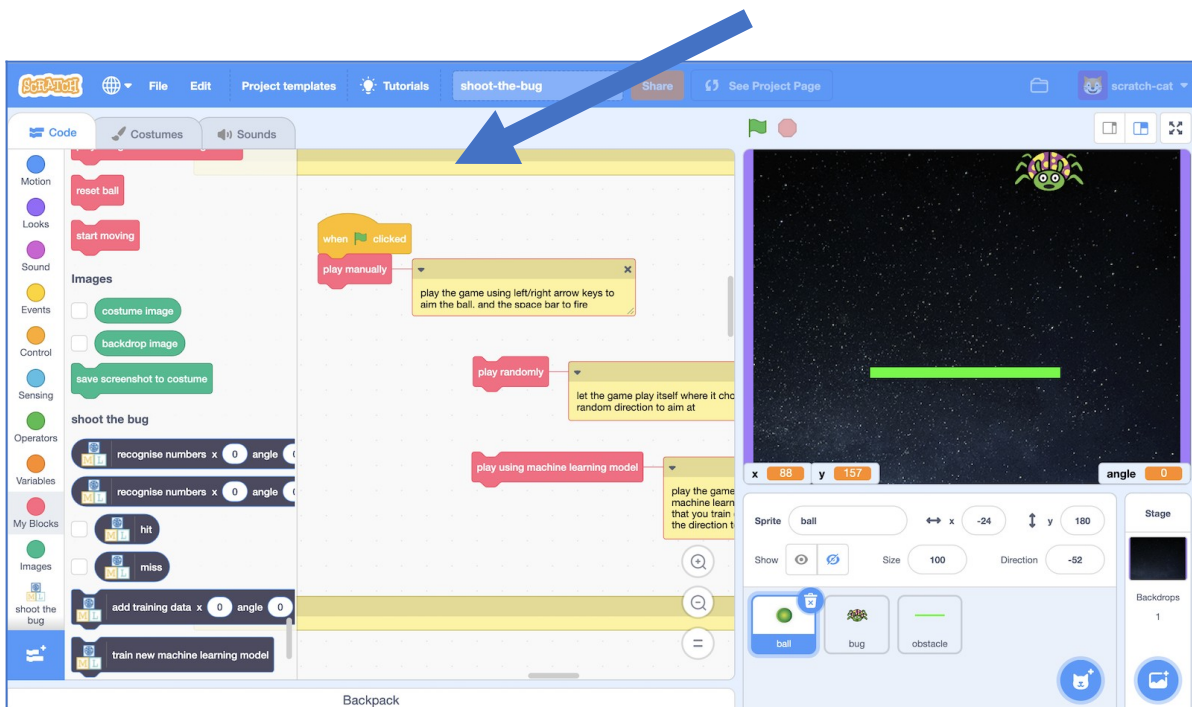 SCRATCH
File
Edit
Project templates
Tutorials
shoot-the-bug
Share
See Project Page
scratch-cat
Code
Costumes
Sounds
Motion
Looks
Sound
Events
Control
Sensing
Operators
Variables
My Blocks
Images
shoot the
bug
reset ball
start moving
Images
costume image
backdrop image
save screenshot to costume
shoot the bug
ML recognise numbers x 0 angle
ML recognise numbers x 0 angle
ML hit
ML miss
ML add training data x 0 angle 0
ML train new machine learning model
when clicked
play manually
play the game using left/right arrow keys to
aim the ball, and the space bar to fire
play randomly
let the game play itself where it cho
random direction to aim at
play using machine learning model
play the game
machine learn
that you train
the direction t
Backpack
x 88 y 157
angle 0
Sprite ball x -24 y 180
Show Size 100 Direction -52
ball
bug
obstacle
Stage
Backdrops
1